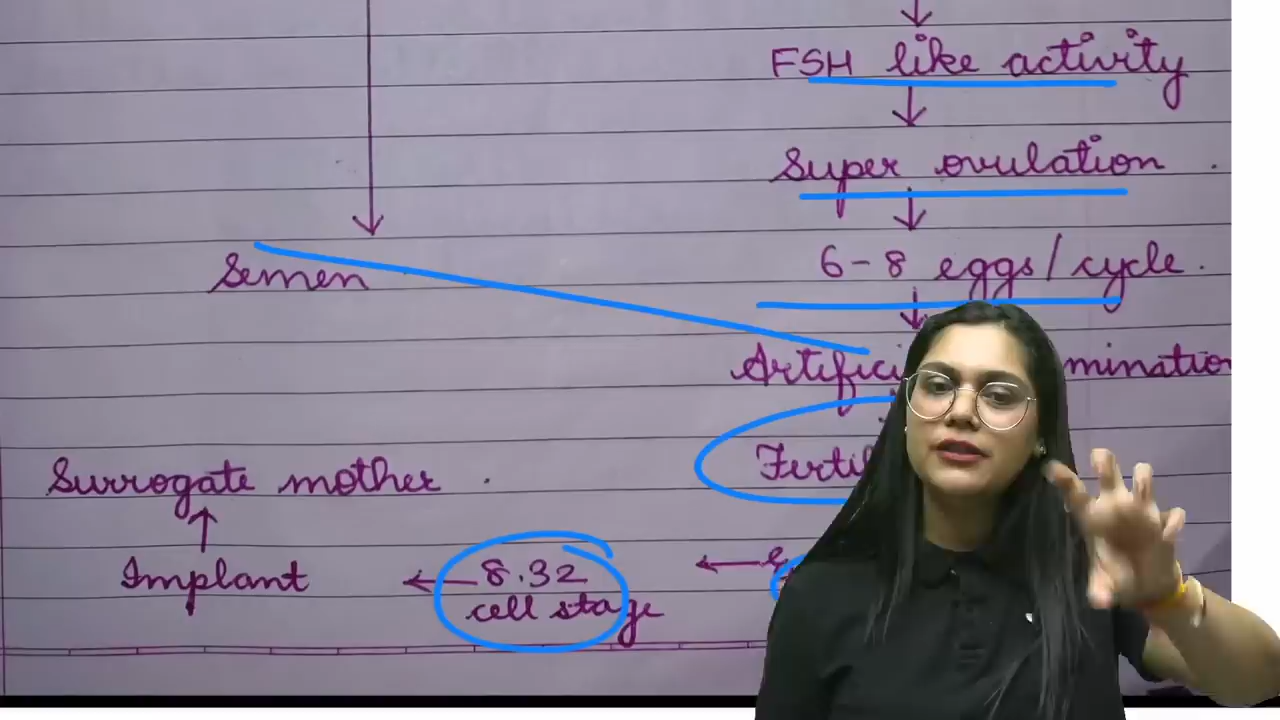 FSH like activity
Super ovulation .
Semen
6-8 eggs/cycle .
Surrogate mother .
Implant
8.32
cell stage